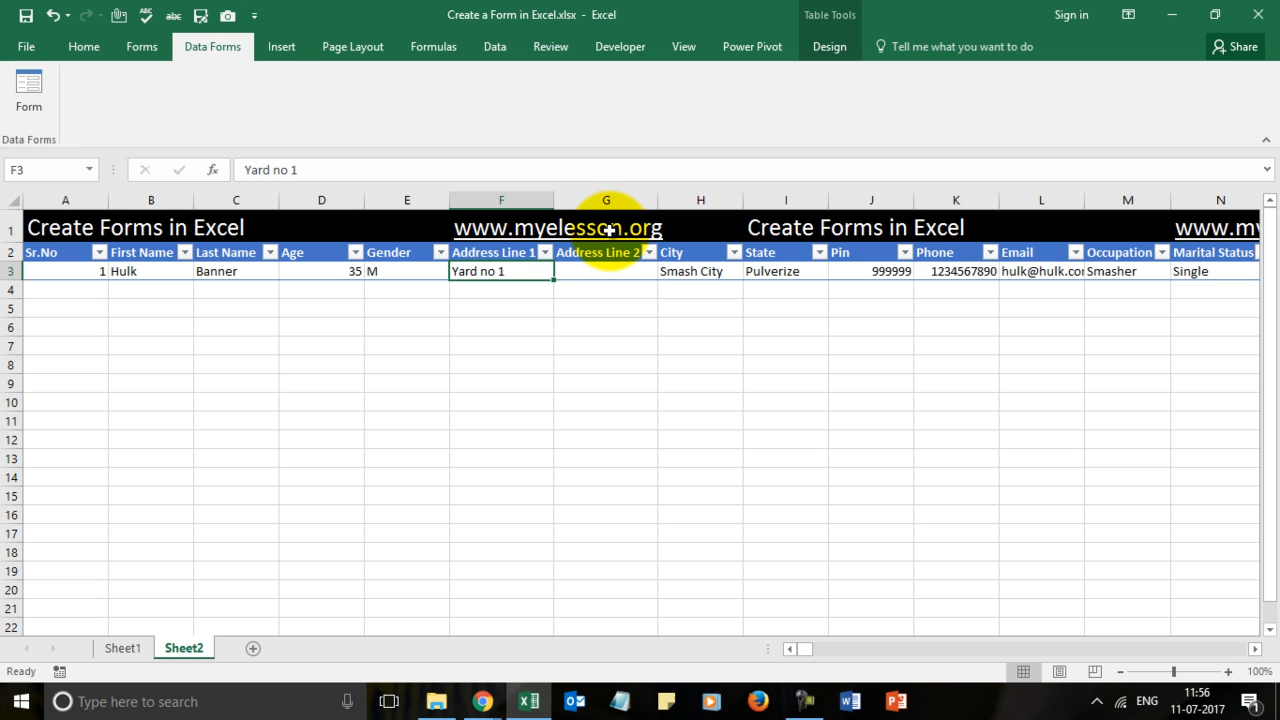 Create a Form in Excel.xlsx - Excel
Table Tools
Sign in
File Home Forms Data Forms Insert Page Layout Formulas Data Review Developer View Power Pivot Design Tell me what you want to do Share
Form
Data Forms
F3 fx Yard no 1
A B C D E F G H I J K L M N
1 Create Forms in Excel www.myelesson.org Create Forms in Excel www.my
2 Sr.No First Name Last Name Age Gender Address Line 1 Address Line 2 City State Pin Phone Email Occupation Marital Status
3 1 Hulk Banner 35 M Yard no 1 Smash City Pulverize 999999 1234567890 hulk@hulk.co Smasher Single
4
5
6
7
8
9
10
11
12
13
14
15
16
17
18
19
20
21
22
Sheet1 Sheet2
Ready 100%
Type here to search ENG 11:56
11-07-2017 1